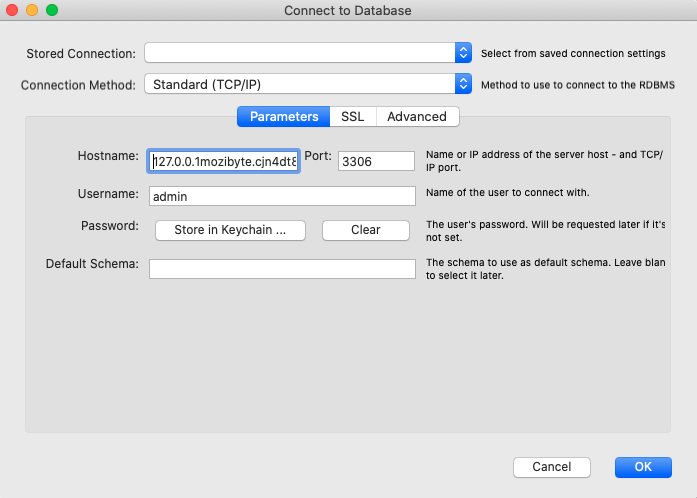 Connect to Database
Stored Connection:
Select from saved connection settings
Connection Method: Standard (TCP/IP)
Method to use to connect to the RDBMS
Parameters SSL Advanced
Hostname: 127.0.0.1mozibyte.cjn4dt8 Port: 3306
Name or IP address of the server host - and TCP/
IP port.
Username: admin
Name of the user to connect with.
Password: Store in Keychain ... Clear
The user's password. Will be requested later if it's
not set.
Default Schema:
The schema to use as default schema. Leave blan
to select it later.
Cancel OK